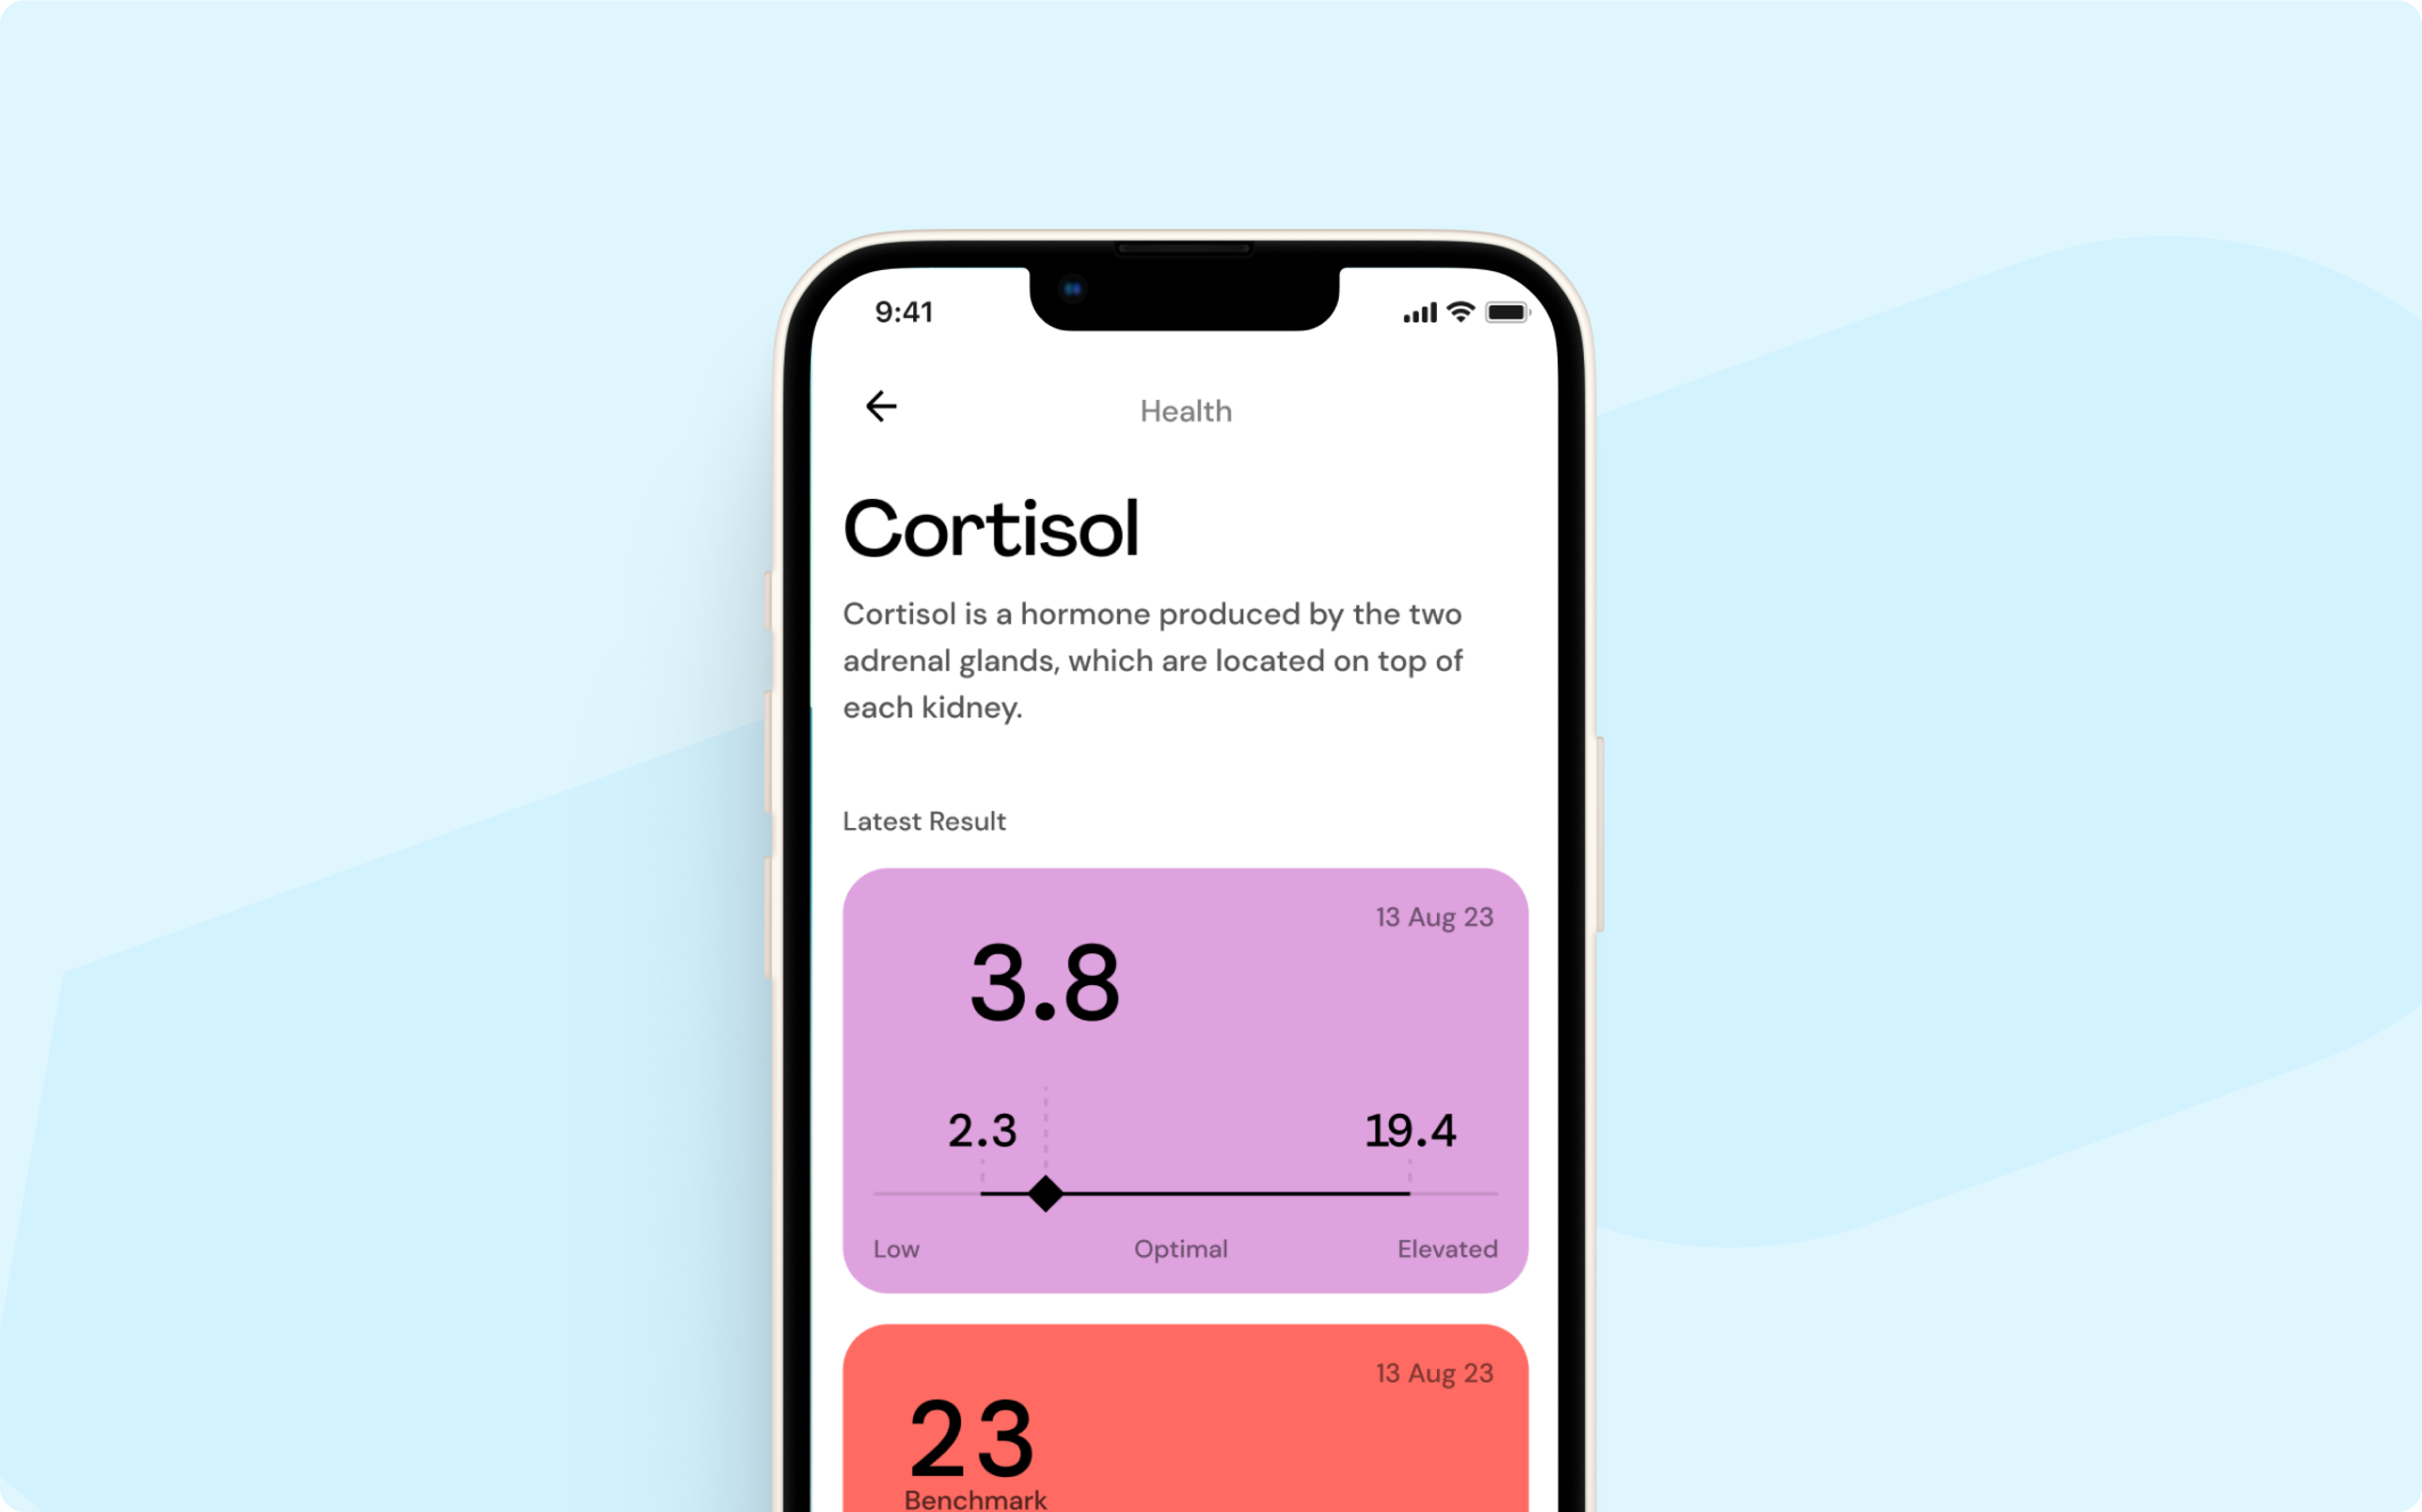 9:41
Health
Cortisol
Cortisol is a hormone produced by the two
adrenal glands, which are located on top of
each kidney.
Latest Result
13 Aug 23
3.8
2.3
19.4
Low
Optimal
Elevated
13 Aug 23
23
Benchmark